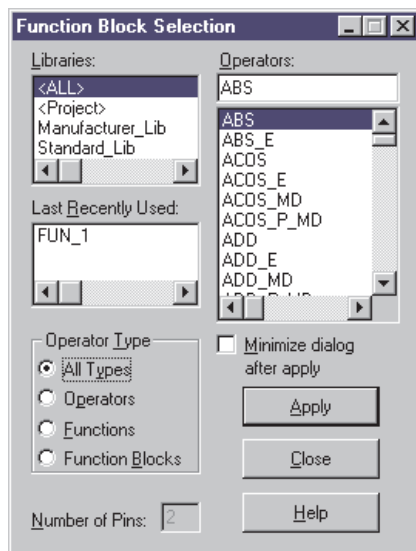 Function Block Selection
Libraries:
<ALL>
<Project>
Manufacturer_Lib
Standard_Lib
Last Recently Used:
FUN_1
Operator Type
All Types
Operators
Functions
Function Blocks
Number of Pins: 2
Operators:
ABS
ABS
ABS_E
ACOS
ACOS_E
ACOS_MD
ACOS_P_MD
ADD
ADD_E
ADD_MD
Minimize dialog
after apply
Apply
Close
Help